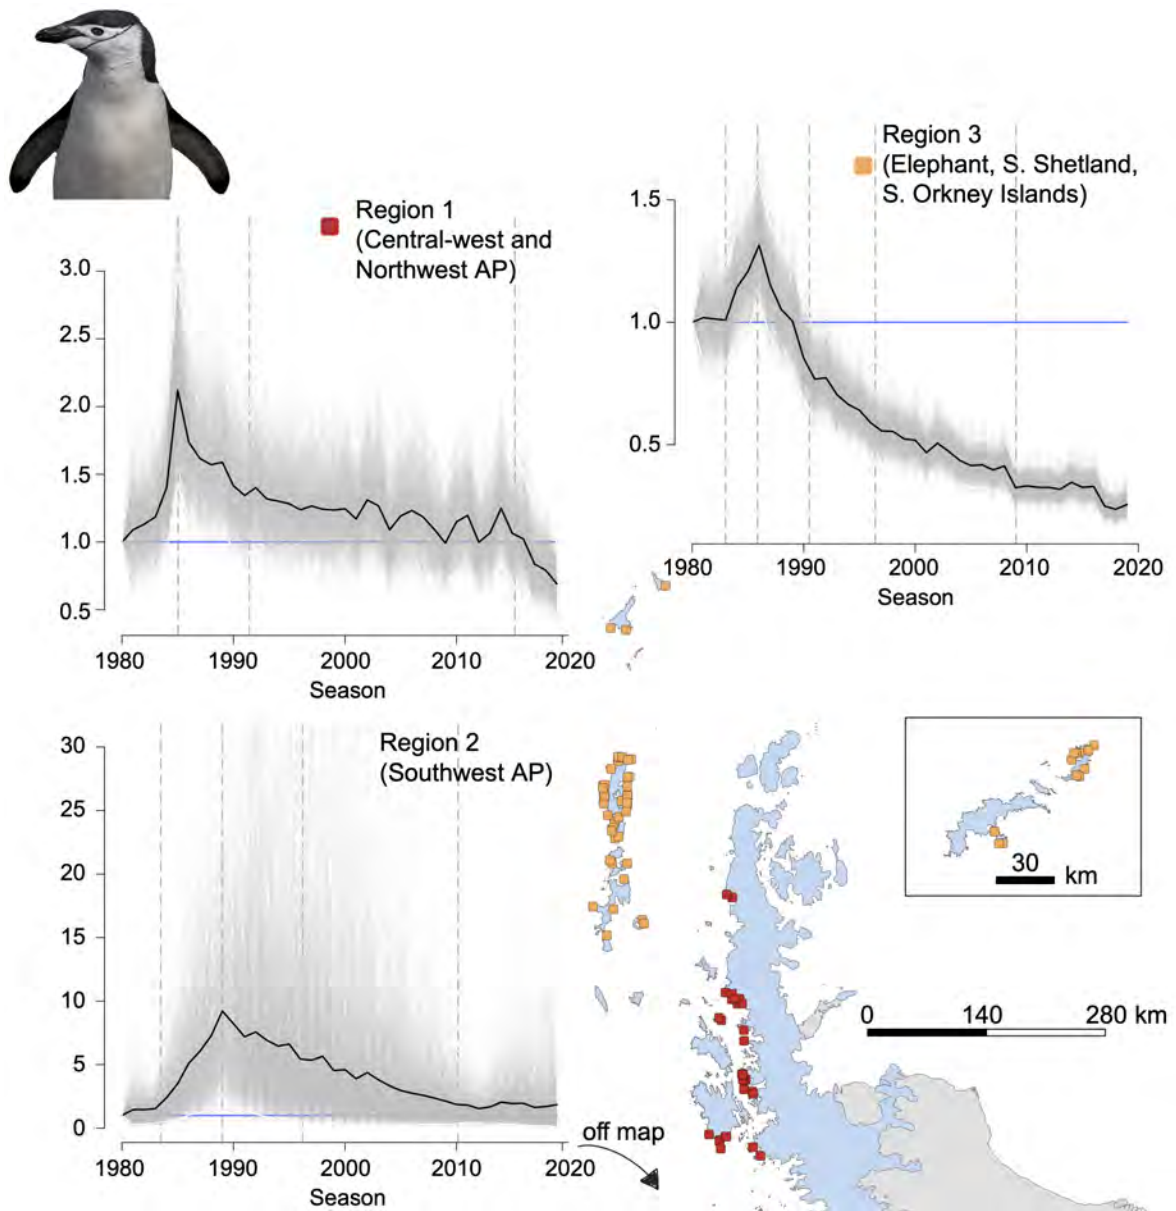 Region 1
(Central-west and
Northwest AP)
3.0
2.5
2.0
1.5
1.0
0.5
1980 1990 2000 2010 2020
Season
Region 3
(Elephant, S. Shetland,
S. Orkney Islands)
1.5
1.0
0.5
1980 1990 2000 2010 2020
Season
Region 2
(Southwest AP)
30
25
20
15
10
5
0
1980 1990 2000 2010 2020
Season
off map
30 km
0 140 280 km